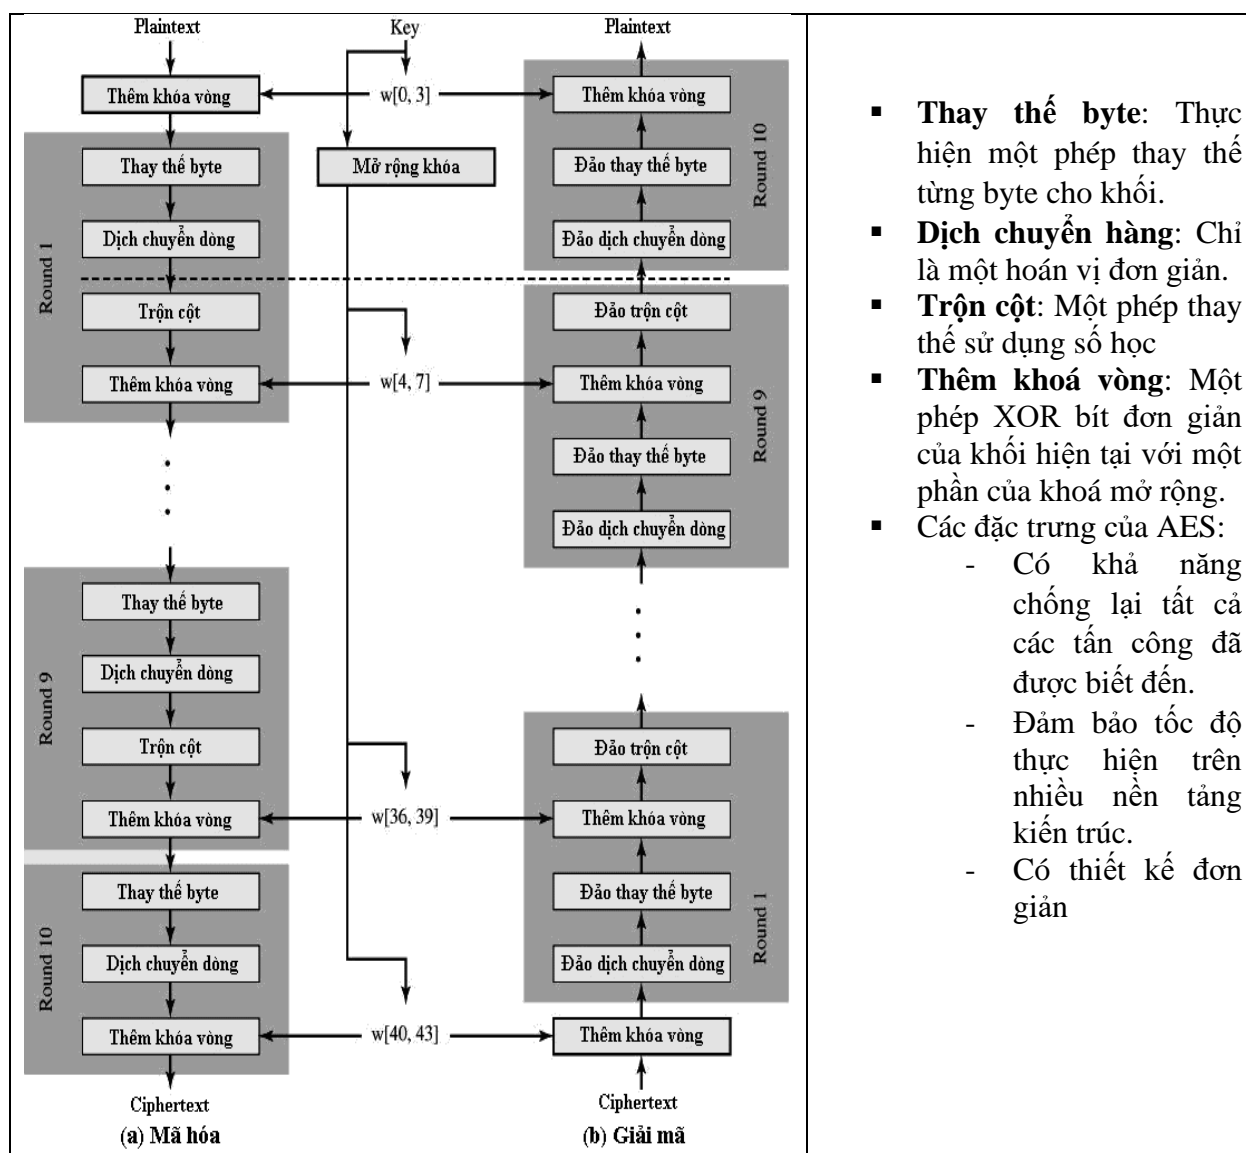 Plaintext
Thêm khóa vòng
Round 1
Thay thế byte
Dịch chuyển dòng
Trộn cột
Thêm khóa vòng
Round 9
Thay thế byte
Dịch chuyển dòng
Trộn cột
Thêm khóa vòng
Round 10
Thay thế byte
Dịch chuyển dòng
Thêm khóa vòng
Ciphertext
(a) Mã hóa
Key
w[0, 3]
Mở rộng khóa
w[4, 7]
w[36, 39]
w[40, 43]
Plaintext
Thêm khóa vòng
Đảo thay thế byte
Đảo dịch chuyển dòng
Round 10
Đảo trộn cột
Thêm khóa vòng
Đảo thay thế byte
Đảo dịch chuyển dòng
Round 9
Đảo trộn cột
Thêm khóa vòng
Đảo thay thế byte
Đảo dịch chuyển dòng
Round 1
Thêm khóa vòng
Ciphertext
(b) Giải mã
▪ Thay thế byte: Thực
hiện một phép thay thế
từng byte cho khối.
▪ Dịch chuyển hàng: Chỉ
là một hoán vị đơn giản.
▪ Trộn cột: Một phép thay
thế sử dụng số học
▪ Thêm khoá vòng: Một
phép XOR bít đơn giản
của khối hiện tại với một
phần của khoá mở rộng.
▪ Các đặc trưng của AES:
- Có khả năng
chống lại tất cả
các tấn công đã
được biết đến.
- Đảm bảo tốc độ
thực hiện trên
nhiều nền tảng
kiến trúc.
- Có thiết kế đơn
giản